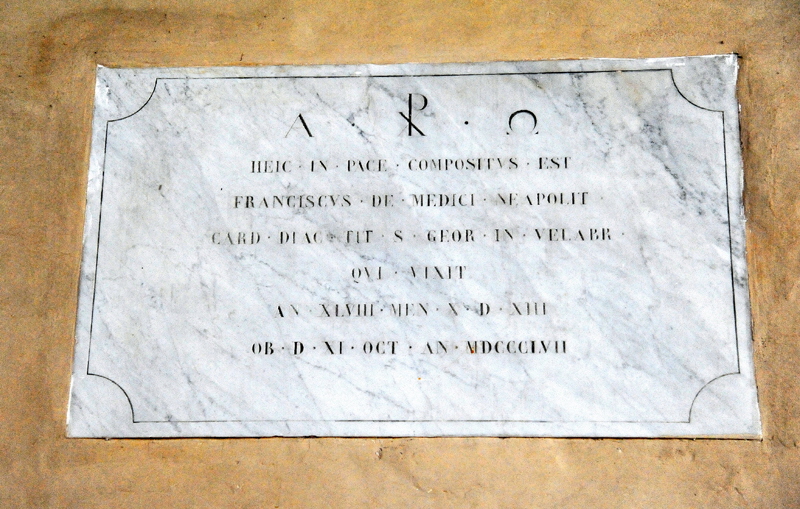 Α · ☧ · Ω
HEIC · IN · PACE · COMPOSITVS · EST
FRANCISCVS · DE · MEDICI · NEAPOLIT ·
CARD · DIAC · TIT · S · GEOR · IN · VELABR ·
QVI · VIXIT
AN · XLVIII · MEN · X · D · XIII
OB · D · XI · OCT · AN · MDCCCLVII